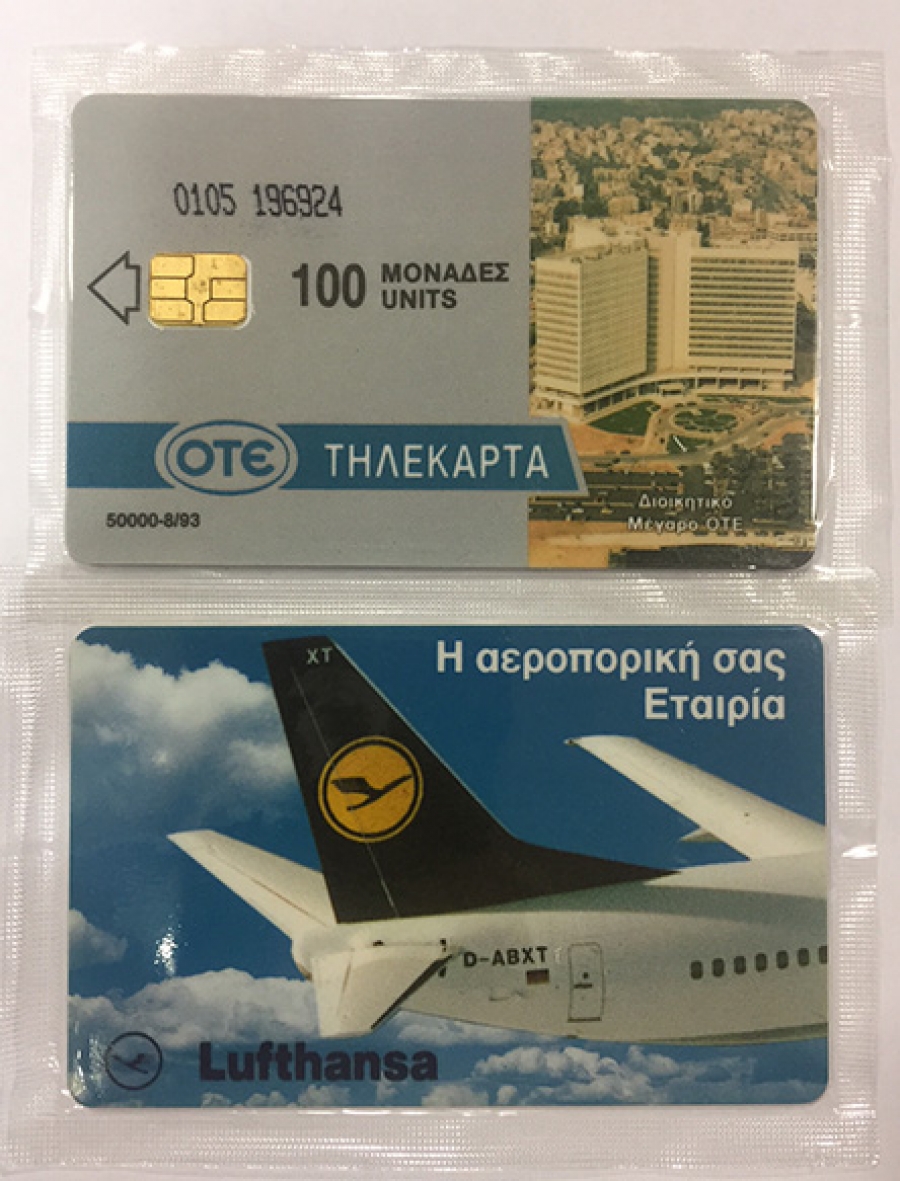 0105 196924
100 ΜΟΝΑΔΕΣ
UNITS
ΟΤΕ ΤΗΛΕΚΑΡΤΑ
50000-8/93
Διοικητικό
Μέγαρο ΟΤΕ
XT
Η αεροπορική σας
Εταιρία
D-ABXT
Lufthansa